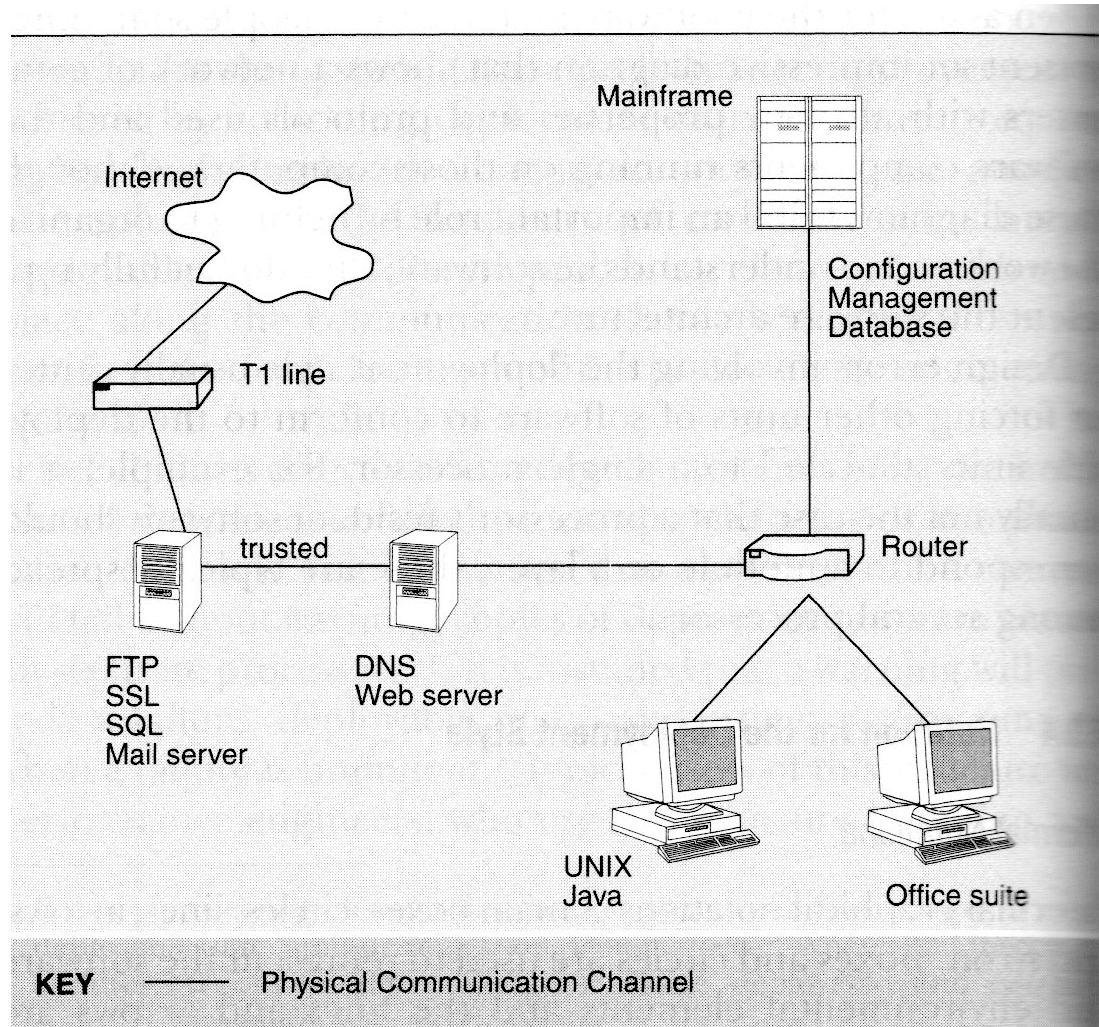 Mainframe
Internet
Configuration
Management
Database
T1 line
trusted
Router
FTP
SSL
SQL
Mail server
DNS
Web server
UNIX
Java
Office suite
KEY
Physical Communication Channel